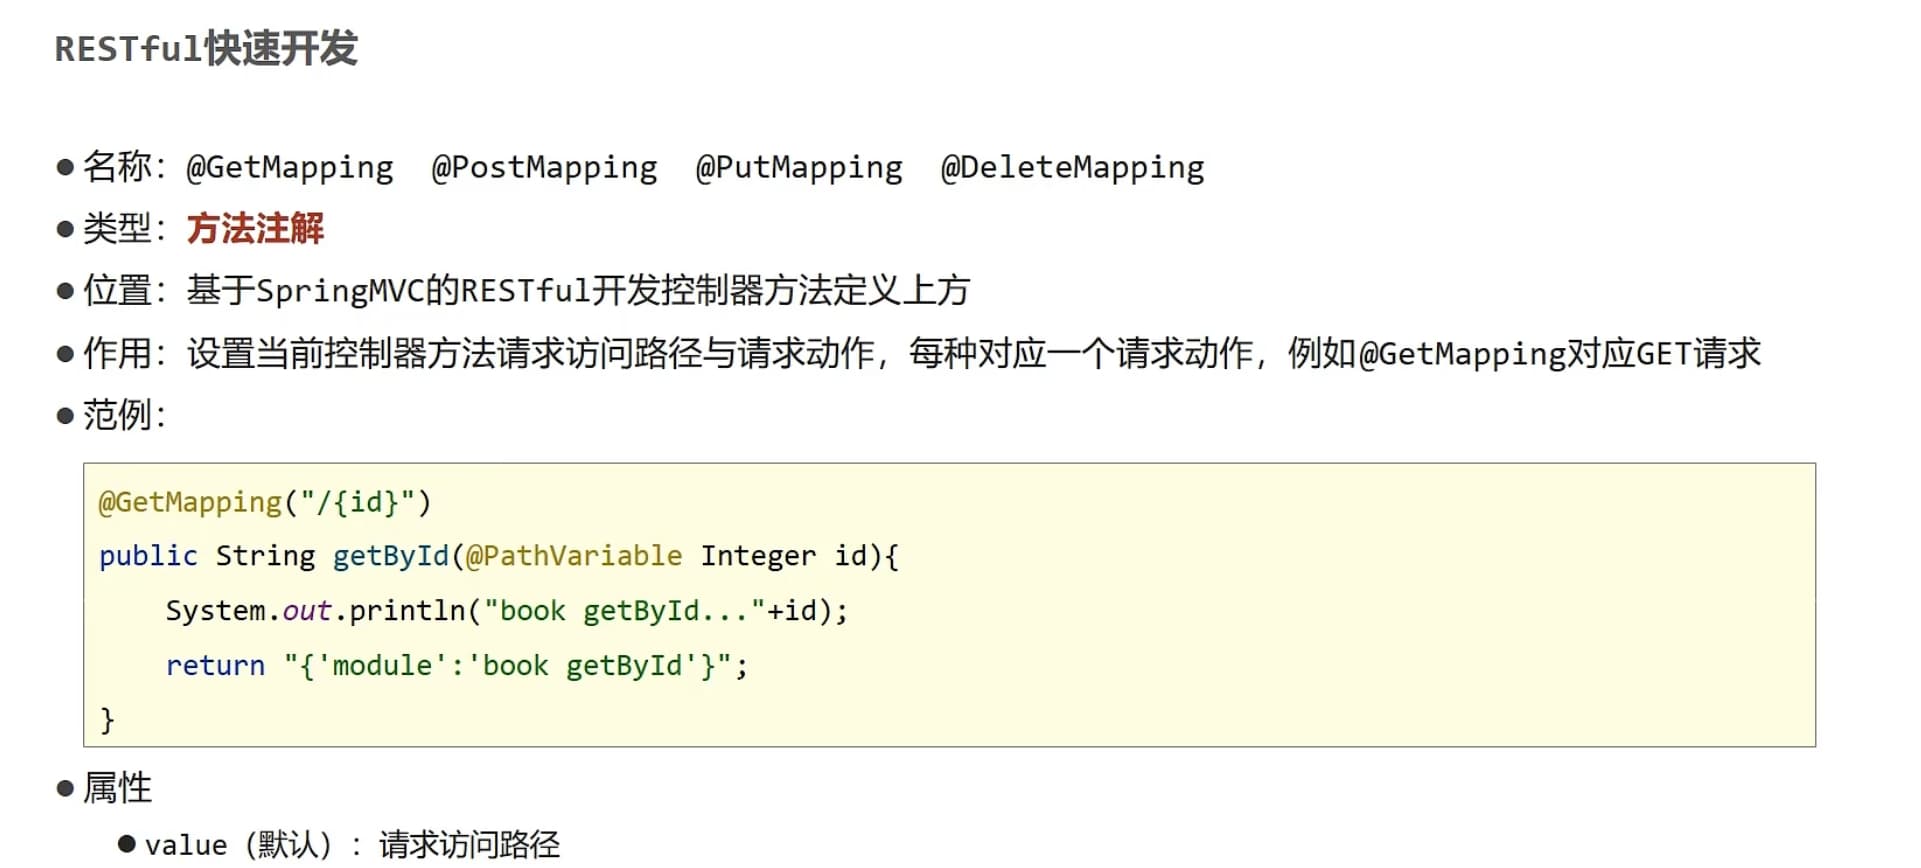 RESTful快速开发
●名称：@GetMapping @PostMapping @PutMapping @DeleteMapping
●类型：方法注解
●位置：基于SpringMVC的RESTful开发控制器方法定义上方
●作用：设置当前控制器方法请求访问路径与请求动作，每种对应一个请求动作，例如@GetMapping对应GET请求
●范例：
@GetMapping("/{id}")
public String getById(@PathVariable Integer id){
    System.out.println("book getById..."+id);
    return "{'module':'book getById'}";
}
●属性
●value（默认）：请求访问路径